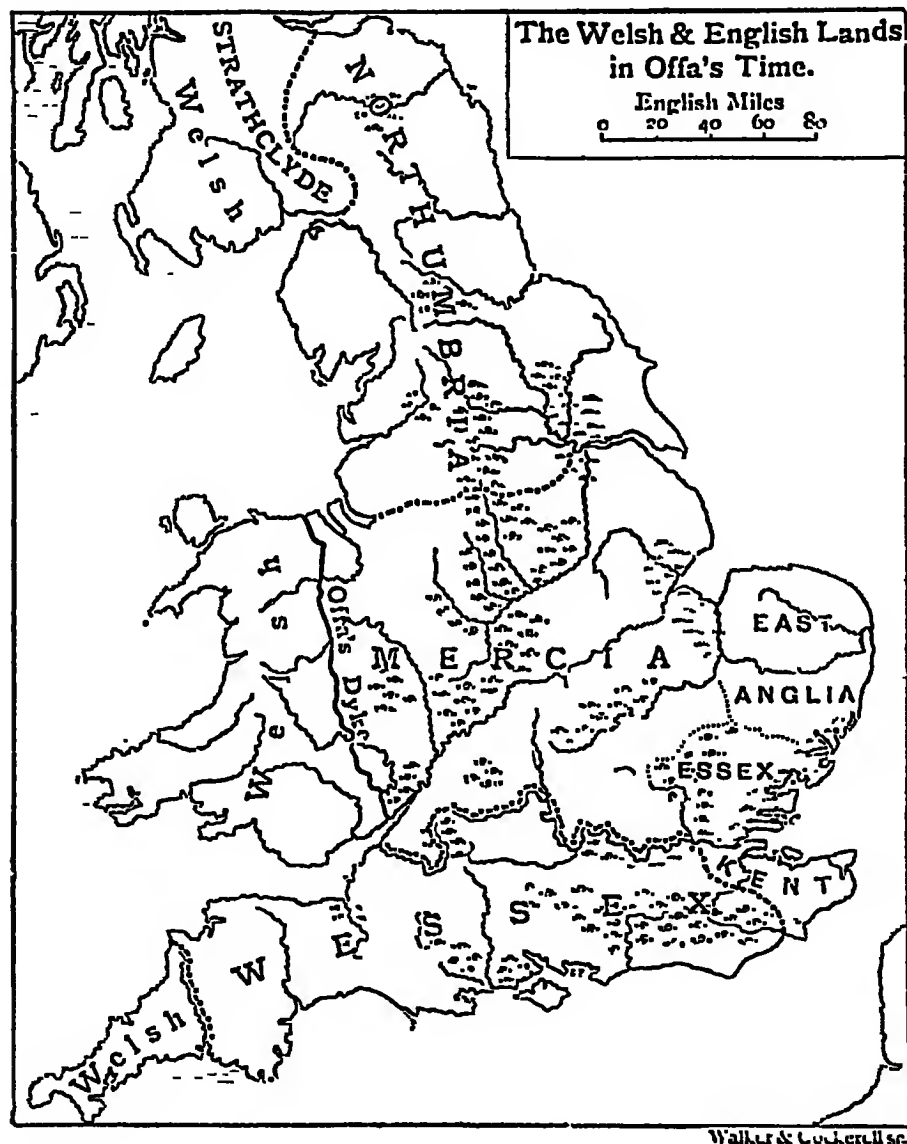 The Welsh & English Lands
in Offa's Time.
English Miles
0 20 40 60 80
STRATHCLYDE
Welsh
NORTHUMBRIA
Welsh
Offa's Dyke
MERCIA
EAST
ANGLIA
ESSEX
KENT
WESSEX
Welsh
Walker & Cockerell sc